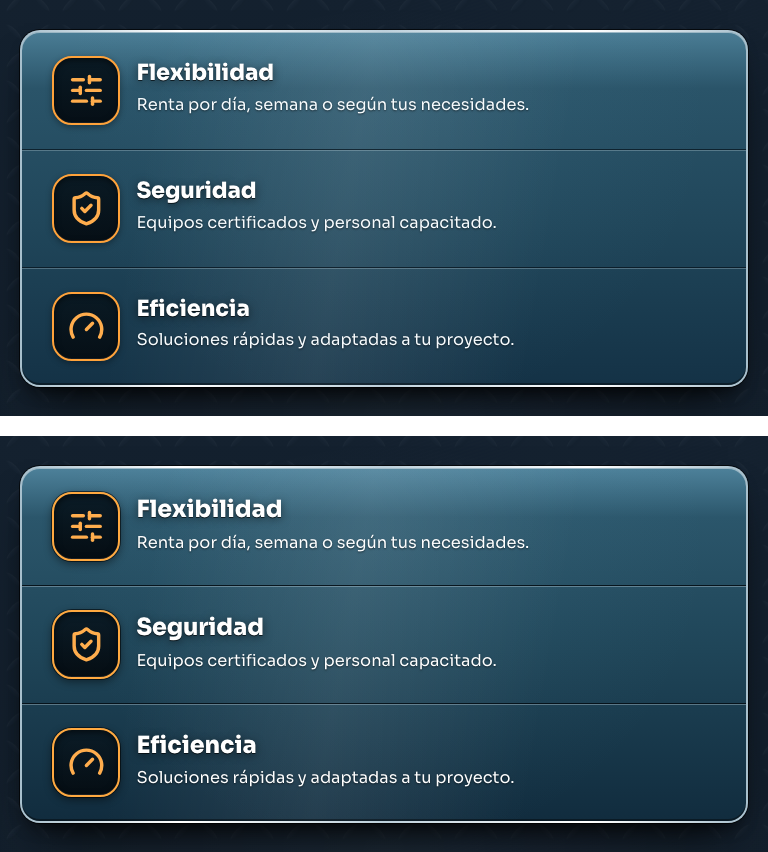 Flexibilidad
Renta por día, semana o según tus necesidades.
Seguridad
Equipos certificados y personal capacitado.
Eficiencia
Soluciones rápidas y adaptadas a tu proyecto.
Flexibilidad
Renta por día, semana o según tus necesidades.
Seguridad
Equipos certificados y personal capacitado.
Eficiencia
Soluciones rápidas y adaptadas a tu proyecto.